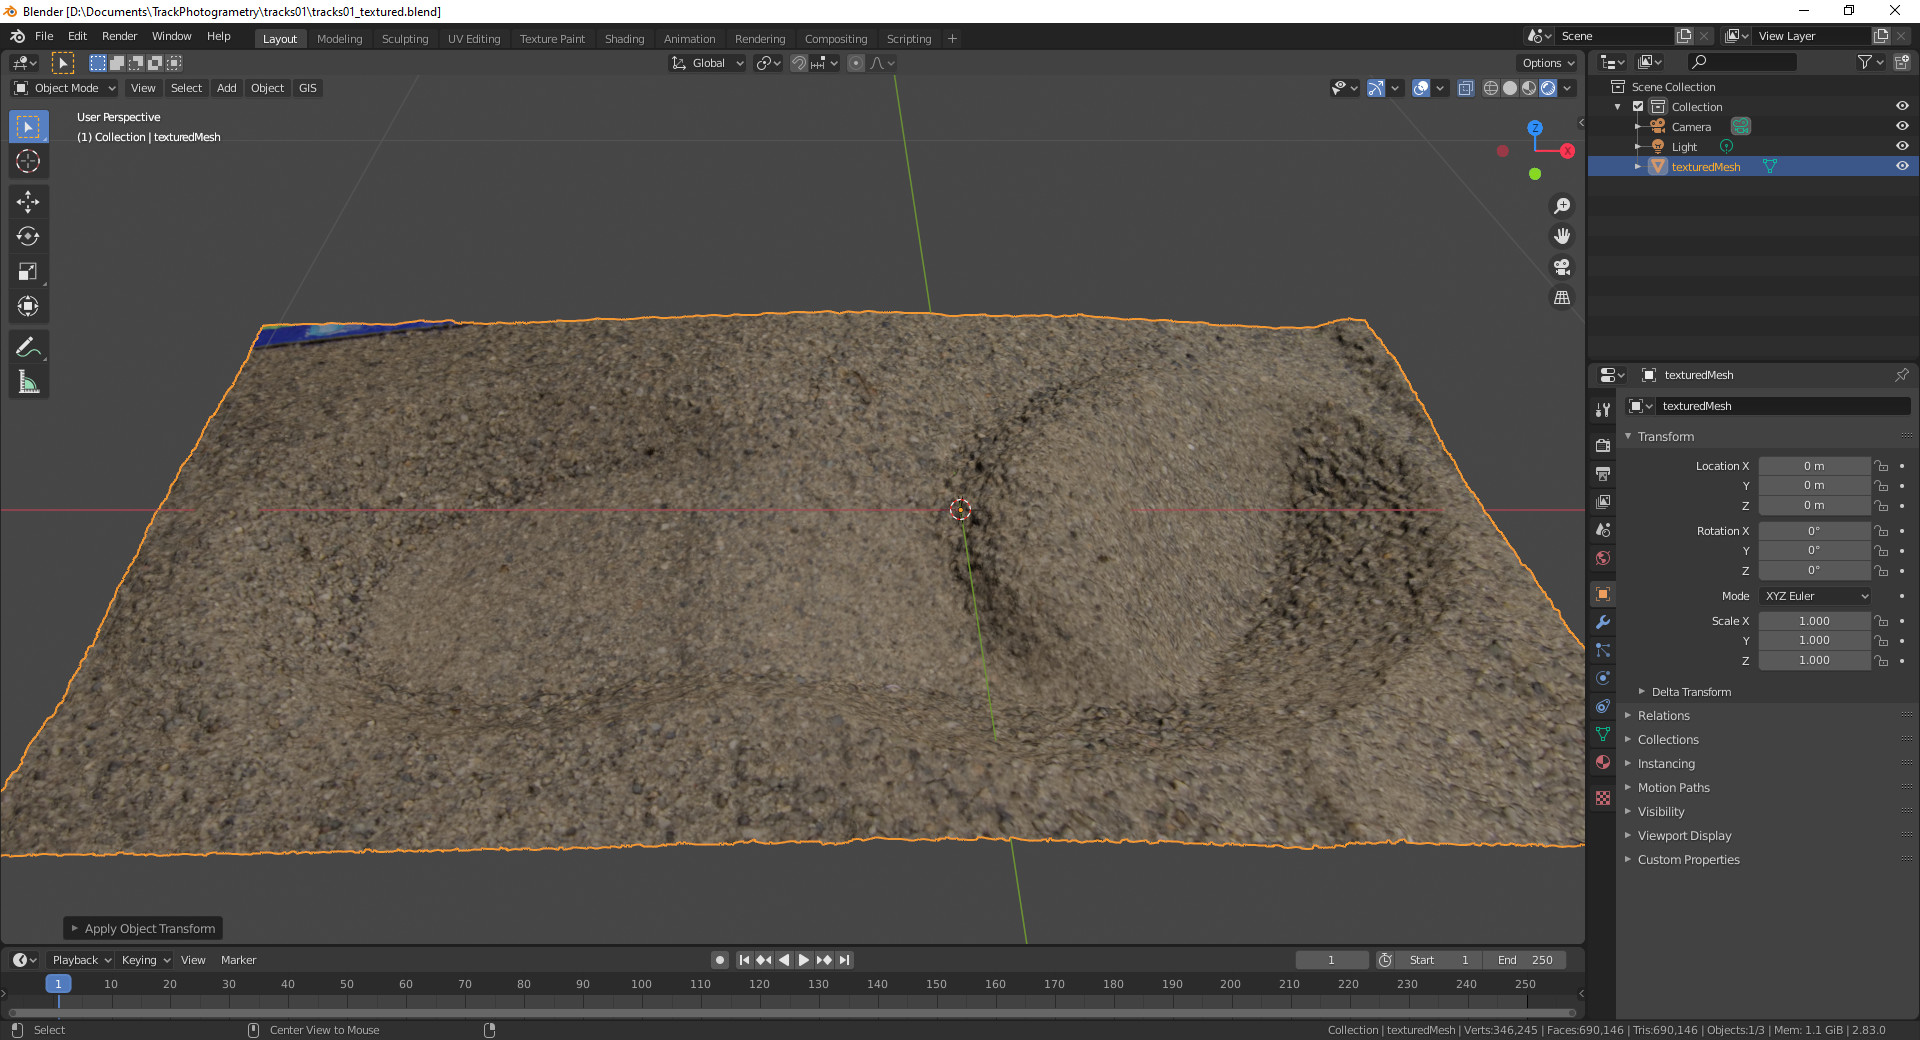 Blender [D:\Documents\TrackPhotogrametry\tracks01\tracks01_textured.blend]
File Edit Render Window Help Layout Modeling Sculpting UV Editing Texture Paint Shading Animation Rendering Compositing Scripting + Scene View Layer
Global Options
Object Mode View Select Add Object GIS
User Perspective
(1) Collection | texturedMesh
Z
X
Scene Collection
Collection
Camera
Light
texturedMesh
texturedMesh
texturedMesh
Transform
Location X 0 m
Y 0 m
Z 0 m
Rotation X 0°
Y 0°
Z 0°
Mode XYZ Euler
Scale X 1.000
Y 1.000
Z 1.000
Delta Transform
Relations
Collections
Instancing
Motion Paths
Visibility
Viewport Display
Custom Properties
Apply Object Transform
Playback Keying View Marker 1 Start 1 End 250
1 10 20 30 40 50 60 70 80 90 100 110 120 130 140 150 160 170 180 190 200 210 220 230 240 250
Select Center View to Mouse Collection | texturedMesh | Verts:346,245 | Faces:690,146 | Tris:690,146 | Objects:1/3 | Mem: 1.1 GiB | 2.83.0